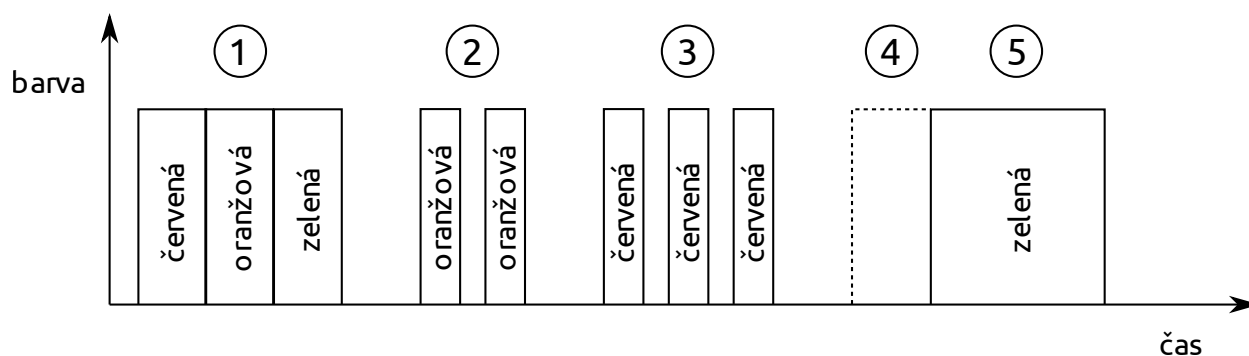 1
2
3
4
5
barva
červená
oranžová
zelená
oranžová
oranžová
červená
červená
červená
zelená
čas